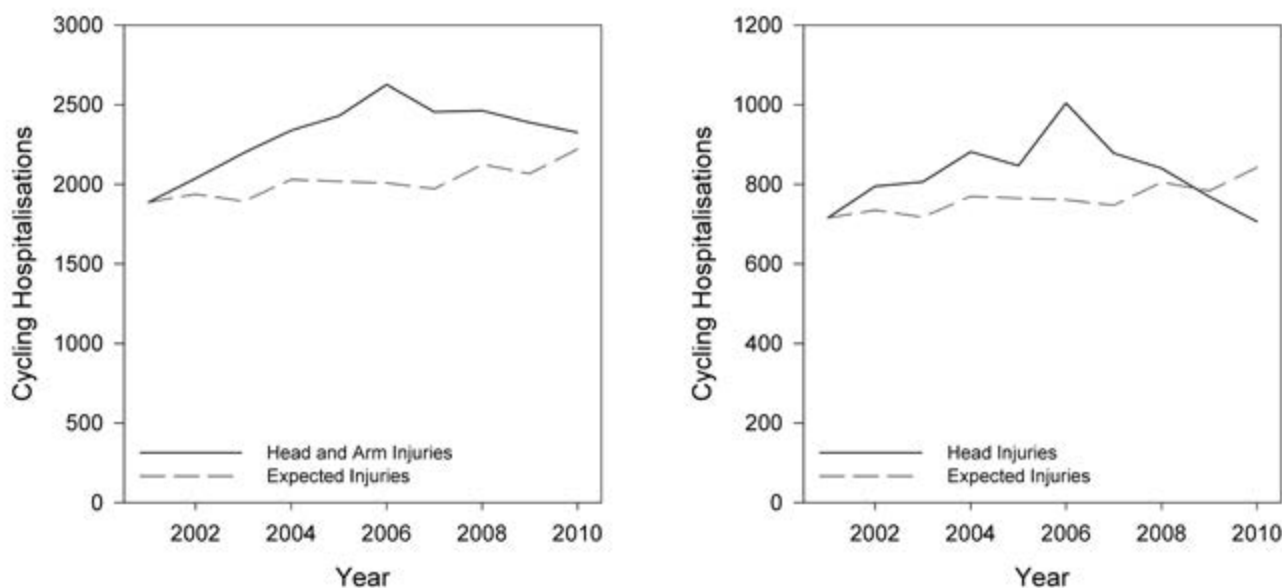 3000
2500
2000
1500
1000
500
0
Cycling Hospitalisations
Head and Arm Injuries
Expected Injuries
2002 2004 2006 2008 2010
Year
1200
1000
800
600
400
200
0
Cycling Hospitalisations
Head Injuries
Expected Injuries
2002 2004 2006 2008 2010
Year